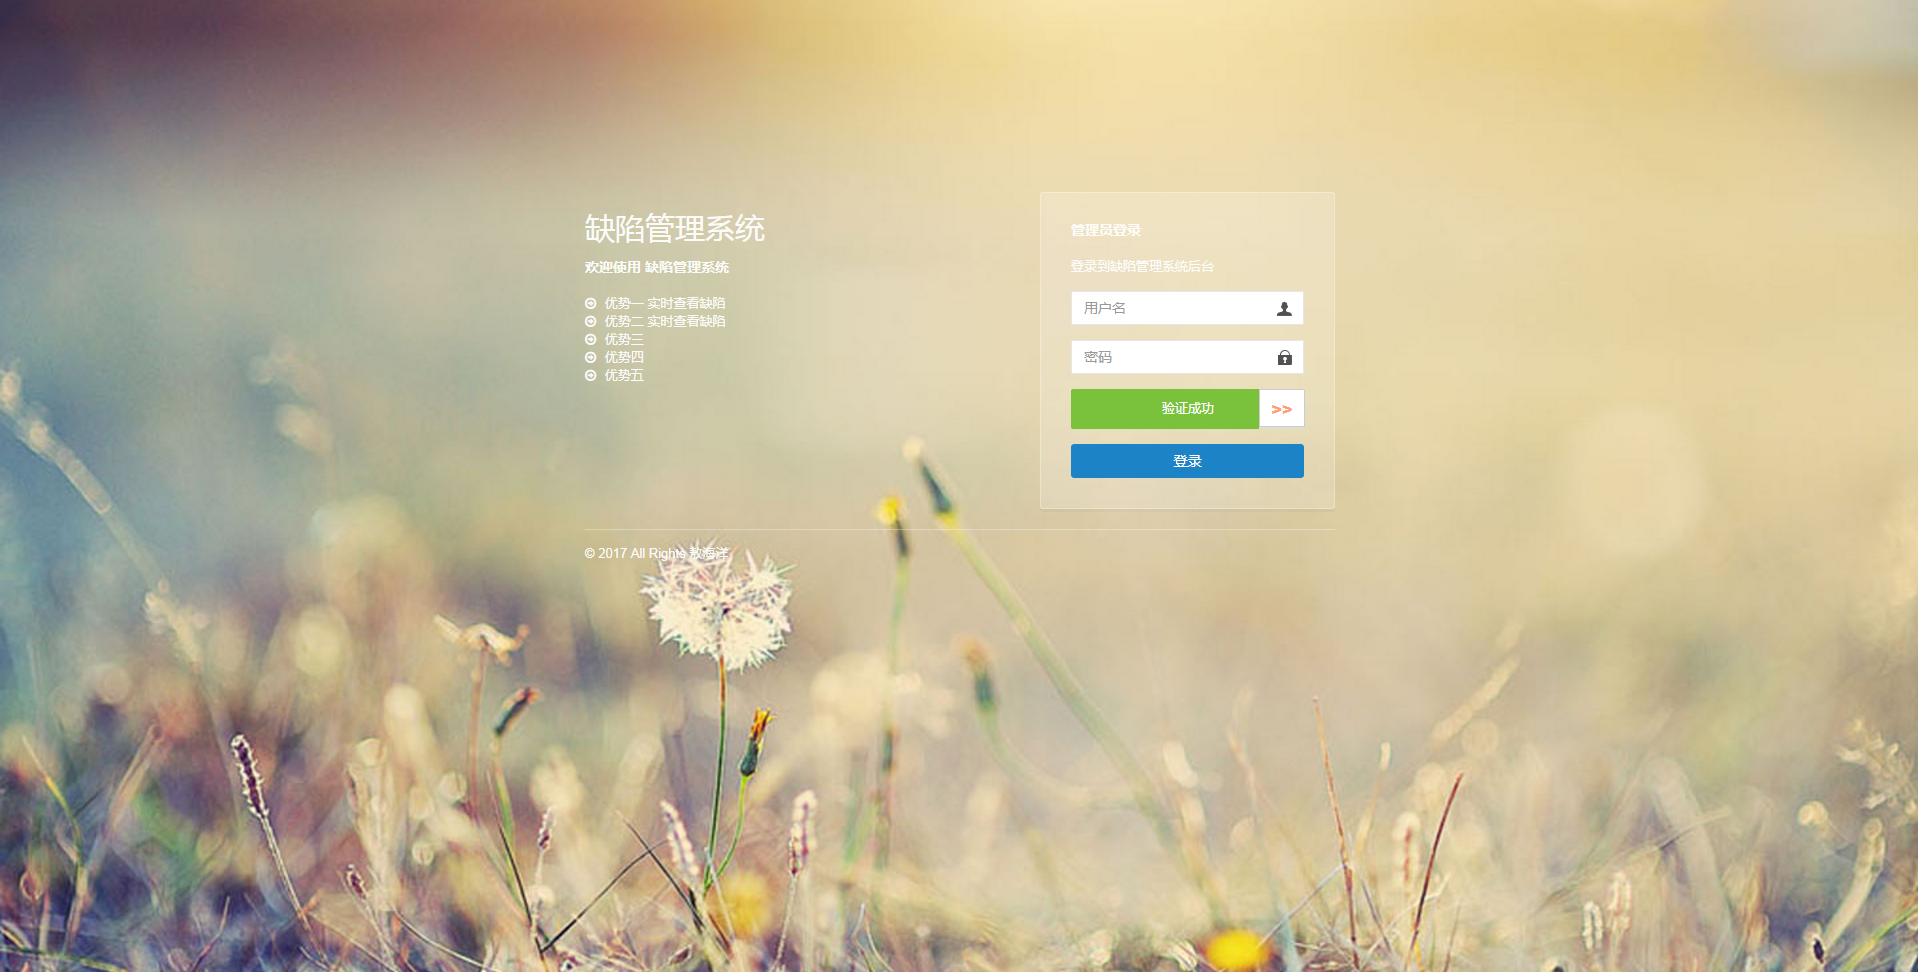 缺陷管理系统
欢迎使用 缺陷管理系统
优势一 实时查看缺陷
优势二 实时查看缺陷
优势三
优势四
优势五
管理员登录
登录到缺陷管理系统后台
用户名
密码
验证成功 >>
登录
© 2017 All Rights 敖海洋